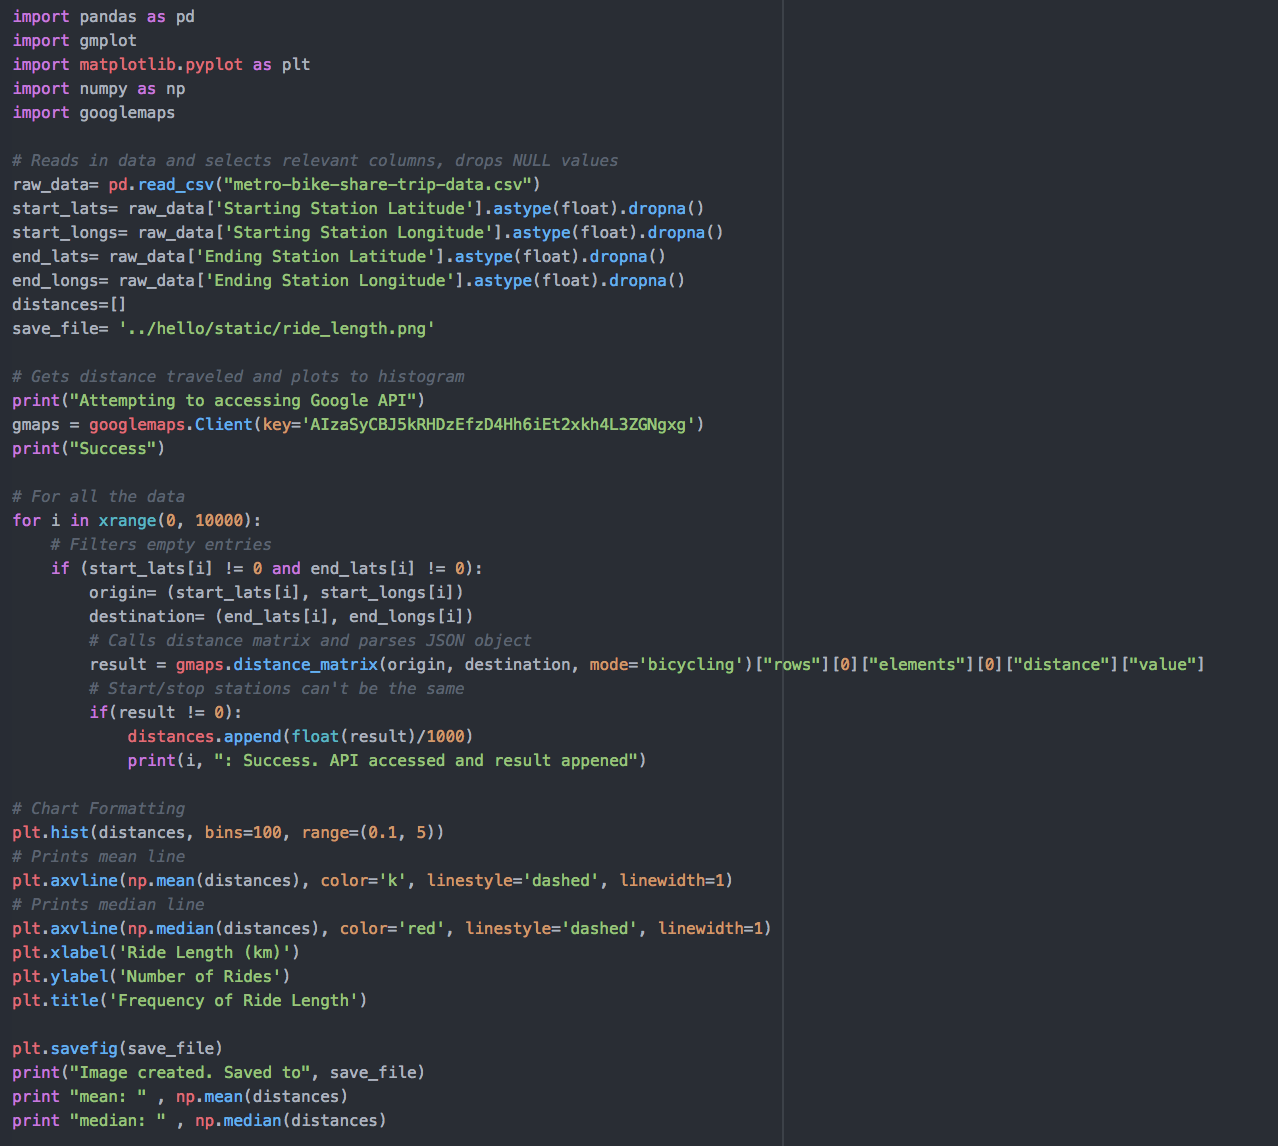 import pandas as pd
import gmplot
import matplotlib.pyplot as plt
import numpy as np
import googlemaps

# Reads in data and selects relevant columns, drops NULL values
raw_data= pd.read_csv("metro-bike-share-trip-data.csv")
start_lats= raw_data['Starting Station Latitude'].astype(float).dropna()
start_longs= raw_data['Starting Station Longitude'].astype(float).dropna()
end_lats= raw_data['Ending Station Latitude'].astype(float).dropna()
end_longs= raw_data['Ending Station Longitude'].astype(float).dropna()
distances=[]
save_file= '../hello/static/ride_length.png'

# Gets distance traveled and plots to histogram
print("Attempting to accessing Google API")
gmaps = googlemaps.Client(key='AIzaSyCBJ5kRHDzEfzD4Hh6iEt2xkh4L3ZGNgxg')
print("Success")

# For all the data
for i in xrange(0, 10000):
    # Filters empty entries
    if (start_lats[i] != 0 and end_lats[i] != 0):
        origin= (start_lats[i], start_longs[i])
        destination= (end_lats[i], end_longs[i])
        # Calls distance matrix and parses JSON object
        result = gmaps.distance_matrix(origin, destination, mode='bicycling')["rows"][0]["elements"][0]["distance"]["value"]
        # Start/stop stations can't be the same
        if(result != 0):
            distances.append(float(result)/1000)
            print(i, ": Success. API accessed and result appened")

# Chart Formatting
plt.hist(distances, bins=100, range=(0.1, 5))
# Prints mean line
plt.axvline(np.mean(distances), color='k', linestyle='dashed', linewidth=1)
# Prints median line
plt.axvline(np.median(distances), color='red', linestyle='dashed', linewidth=1)
plt.xlabel('Ride Length (km)')
plt.ylabel('Number of Rides')
plt.title('Frequency of Ride Length')

plt.savefig(save_file)
print("Image created. Saved to", save_file)
print "mean: " , np.mean(distances)
print "median: " , np.median(distances)